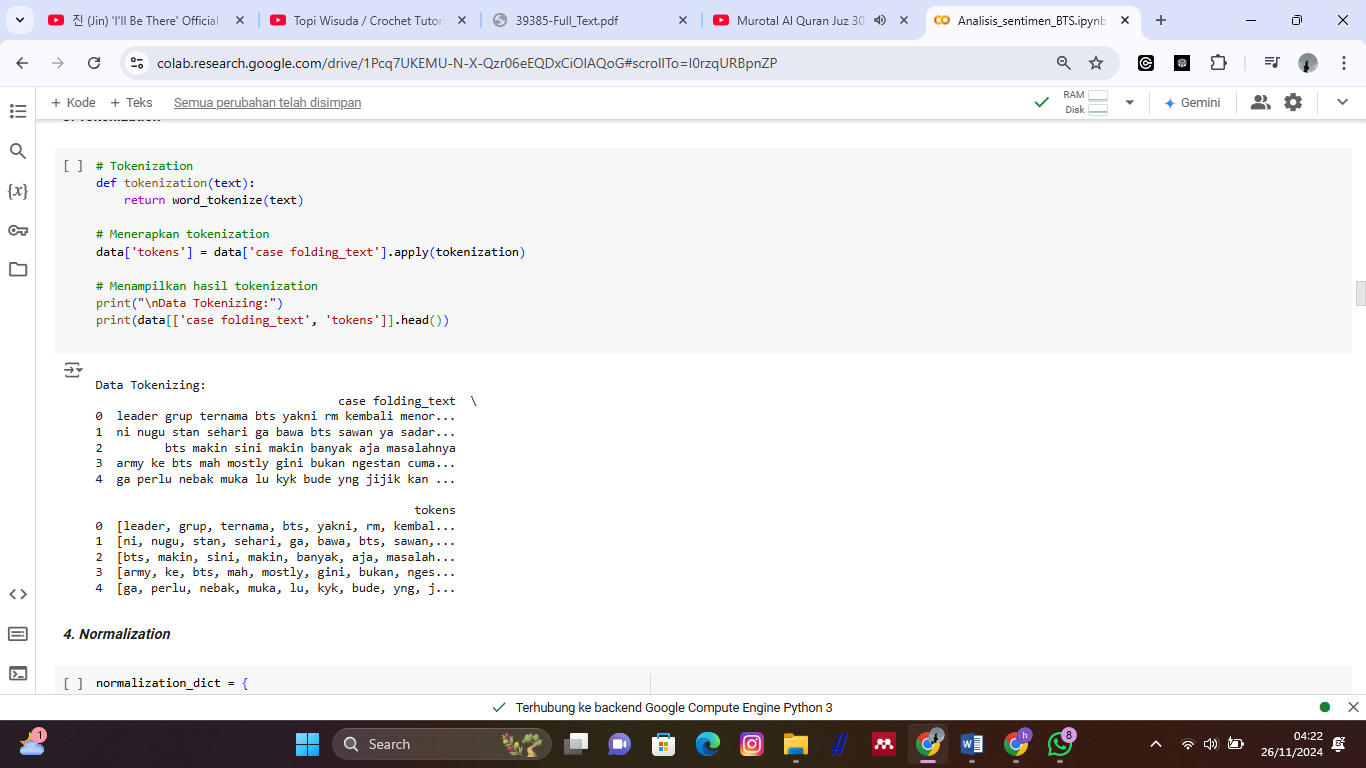 진 (Jin) 'I'll Be There' Official
Topi Wisuda / Crochet Tutori
39385-Full_Text.pdf
Murotal Al Quran Juz 30
Analisis_sentimen_BTS.ipynb
colab.research.google.com/drive/1Pcq7UKEMU-N-X-Qzr06eEQDxCiOIAQoG#scrollTo=I0rzqURBpnZP
+ Kode + Teks Semua perubahan telah disimpan
RAM
Disk
Gemini
[ ] # Tokenization
def tokenization(text):
return word_tokenize(text)
# Menerapkan tokenization
data['tokens'] = data['case folding_text'].apply(tokenization)
# Menampilkan hasil tokenization
print("\nData Tokenizing:")
print(data[['case folding_text', 'tokens']].head())
Data Tokenizing:
case folding_text \
0 leader grup ternama bts yakni rm kembali menor...
1 ni nugu stan sehari ga bawa bts sawan ya sadar...
2 bts makin sini makin banyak aja masalahnya
3 army ke bts mah mostly gini bukan ngestan cuma...
4 ga perlu nebak muka lu kyk bude yng jijik kan ...
tokens
0 [leader, grup, ternama, bts, yakni, rm, kembal...
1 [ni, nugu, stan, sehari, ga, bawa, bts, sawan,...
2 [bts, makin, sini, makin, banyak, aja, masalah...
3 [army, ke, bts, mah, mostly, gini, bukan, nges...
4 [ga, perlu, nebak, muka, lu, kyk, bude, yng, j...
4. Normalization
[ ] normalization_dict = {
Terhubung ke backend Google Compute Engine Python 3
1
Search
h
8
04:22
26/11/2024